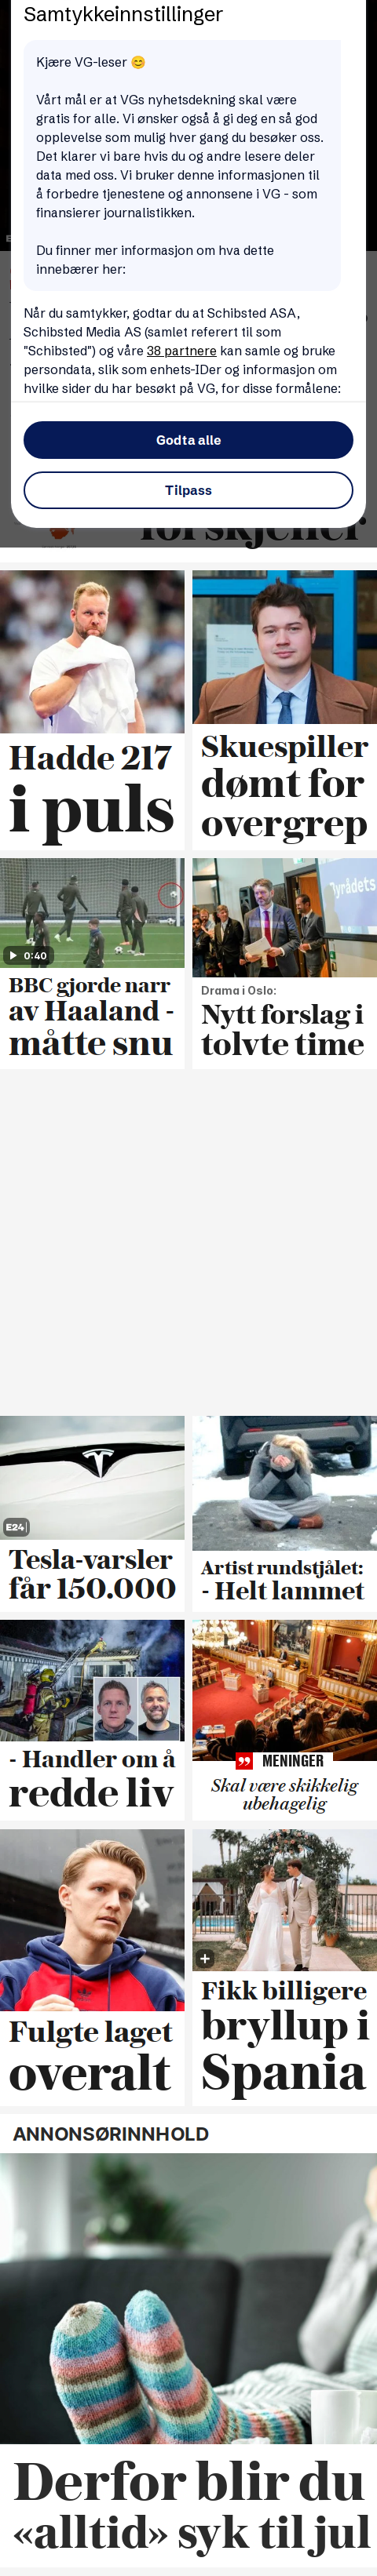 Samtykkeinnstillinger
Kjære VG-leser 😊
Vårt mål er at VGs nyhetsdekning skal være
gratis for alle. Vi ønsker også å gi deg en så god
opplevelse som mulig hver gang du besøker oss.
Det klarer vi bare hvis du og andre lesere deler
data med oss. Vi bruker denne informasjonen til
å forbedre tjenestene og annonsene i VG - som
finansierer journalistikken.
Du finner mer informasjon om hva dette
innebærer her:
Når du samtykker, godtar du at Schibsted ASA,
Schibsted Media AS (samlet referert til som
"Schibsted") og våre 38 partnere kan samle og bruke
persondata, slik som enhets-IDer og informasjon om
hvilke sider du har besøkt på VG, for disse formålene:
Godta alle
Tilpass
forskjeller
Hadde 217
i puls
Skuespiller
dømt for
overgrep
0:40
BBC gjorde narr
av Haaland -
måtte snu
Drama i Oslo:
Nytt forslag i
tolvte time
E24
Tesla-varsler
får 150.000
Artist rundstjålet:
- Helt lammet
- Handler om å
redde liv
MENINGER
Skal være skikkelig
ubehagelig
Fulgte laget
overalt
Fikk billigere
bryllup i
Spania
ANNONSØRINNHOLD
Derfor blir du
«alltid» syk til jul